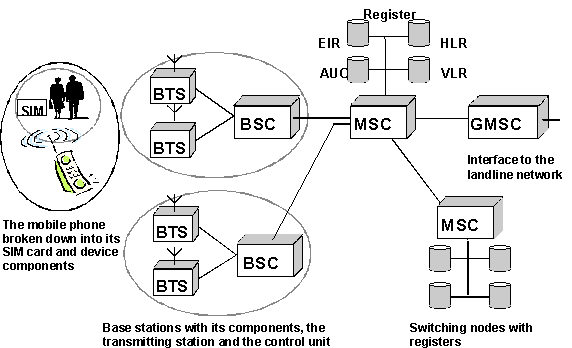 Register
EIR
HLR
AUC
VLR
SIM
BTS
BTS
BSC
MSC
GMSC
Interface to the
landline network
The mobile phone
broken down into its
SIM card and device
components
BTS
BTS
BSC
MSC
Base stations with its components, the
transmitting station and the control unit
Switching nodes with
registers